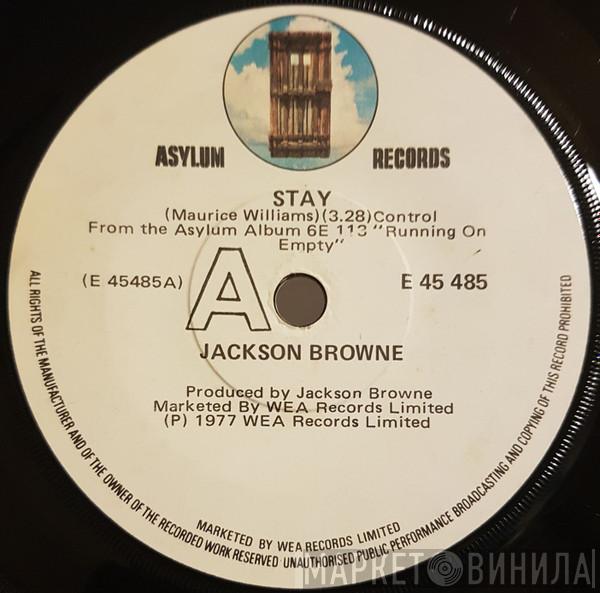 ASYLUM RECORDS
STAY
(Maurice Williams)(3.28)Control
From the Asylum Album 6E 113 "Running On
Empty"
(E 45485A) A E 45 485
JACKSON BROWNE
Produced by Jackson Browne
Marketed By WEA Records Limited
(P) 1977 WEA Records Limited
ALL RIGHTS OF THE MANUFACTURER AND OF THE OWNER OF THE RECORDED WORK RESERVED UNAUTHORISED PUBLIC PERFORMANCE BROADCASTING AND COPYING OF THIS RECORD PROHIBITED
MARKETED BY WEA RECORDS LIMITED
МАРКЕТ ВИНИЛА